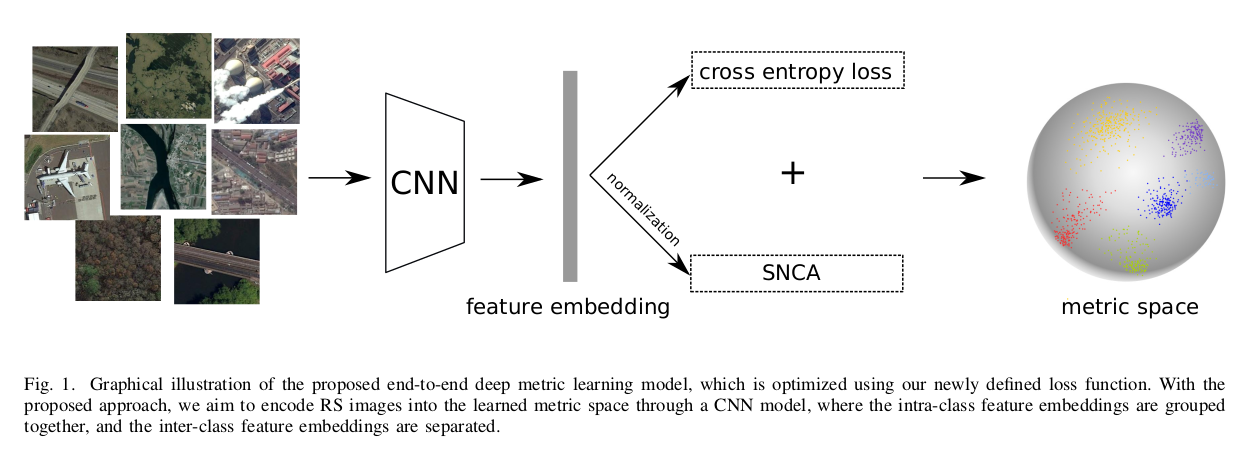 cross entropy loss
CNN
normalization
+
SNCA
feature embedding
metric space
Fig. 1. Graphical illustration of the proposed end-to-end deep metric learning model, which is optimized using our newly defined loss function. With the
proposed approach, we aim to encode RS images into the learned metric space through a CNN model, where the intra-class feature embeddings are grouped
together, and the inter-class feature embeddings are separated.